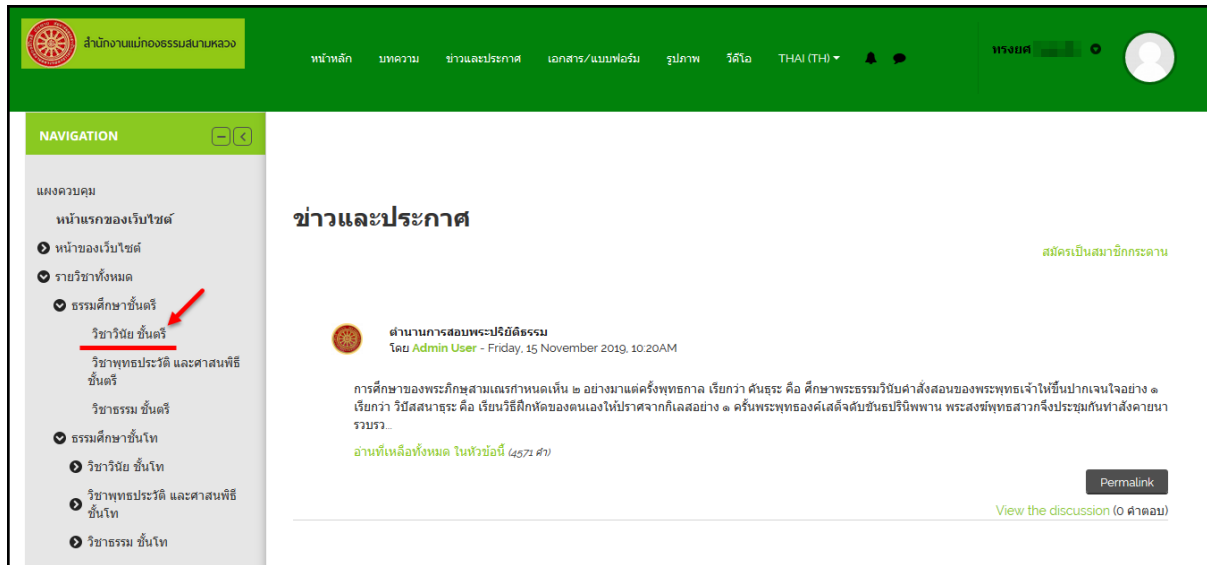 สำนักงานแม่กองธรรมสนามหลวง
หน้าหลัก บทความ ข่าวและประกาศ เอกสาร/แบบฟอร์ม รูปภาพ วีดีโอ THAI (TH)
ทรงยศ
NAVIGATION
แผงควบคุม
หน้าแรกของเว็บไซต์
หน้าของเว็บไซต์
รายวิชาทั้งหมด
ธรรมศึกษาชั้นตรี
วิชาวินัย ชั้นตรี
วิชาพุทธประวัติ และศาสนพิธี
ชั้นตรี
วิชาธรรม ชั้นตรี
ธรรมศึกษาชั้นโท
วิชาวินัย ชั้นโท
วิชาพุทธประวัติ และศาสนพิธี
ชั้นโท
วิชาธรรม ชั้นโท
ข่าวและประกาศ
สมัครเป็นสมาชิกกระดาน
ตำนานการสอบพระปริยัติธรรม
โดย Admin User - Friday, 15 November 2019, 10:20AM
การศึกษาของพระภิกษุสามเณรกำหนดเห็น ๒ อย่างมาแต่ครั้งพุทธกาล เรียกว่า คันธุระ คือ ศึกษาพระธรรมวินับคำสั่งสอนของพระพุทธเจ้าให้ขึ้นปากเจนใจอย่าง ๑
เรียกว่า วิปัสสนาธุระ คือ เรียนวิธีฝึกหัดของตนเองให้ปราศจากกิเลสอย่าง ๑ ครั้นพระพุทธองค์เสด็จดับขันธปรินิพพาน พระสงฆ์พุทธสาวกจึงประชุมกันทำสังคายนา
รวบรว...
อ่านที่เหลือทั้งหมด ในหัวข้อนี้ (4571 คำ)
Permalink
View the discussion (0 คำตอบ)